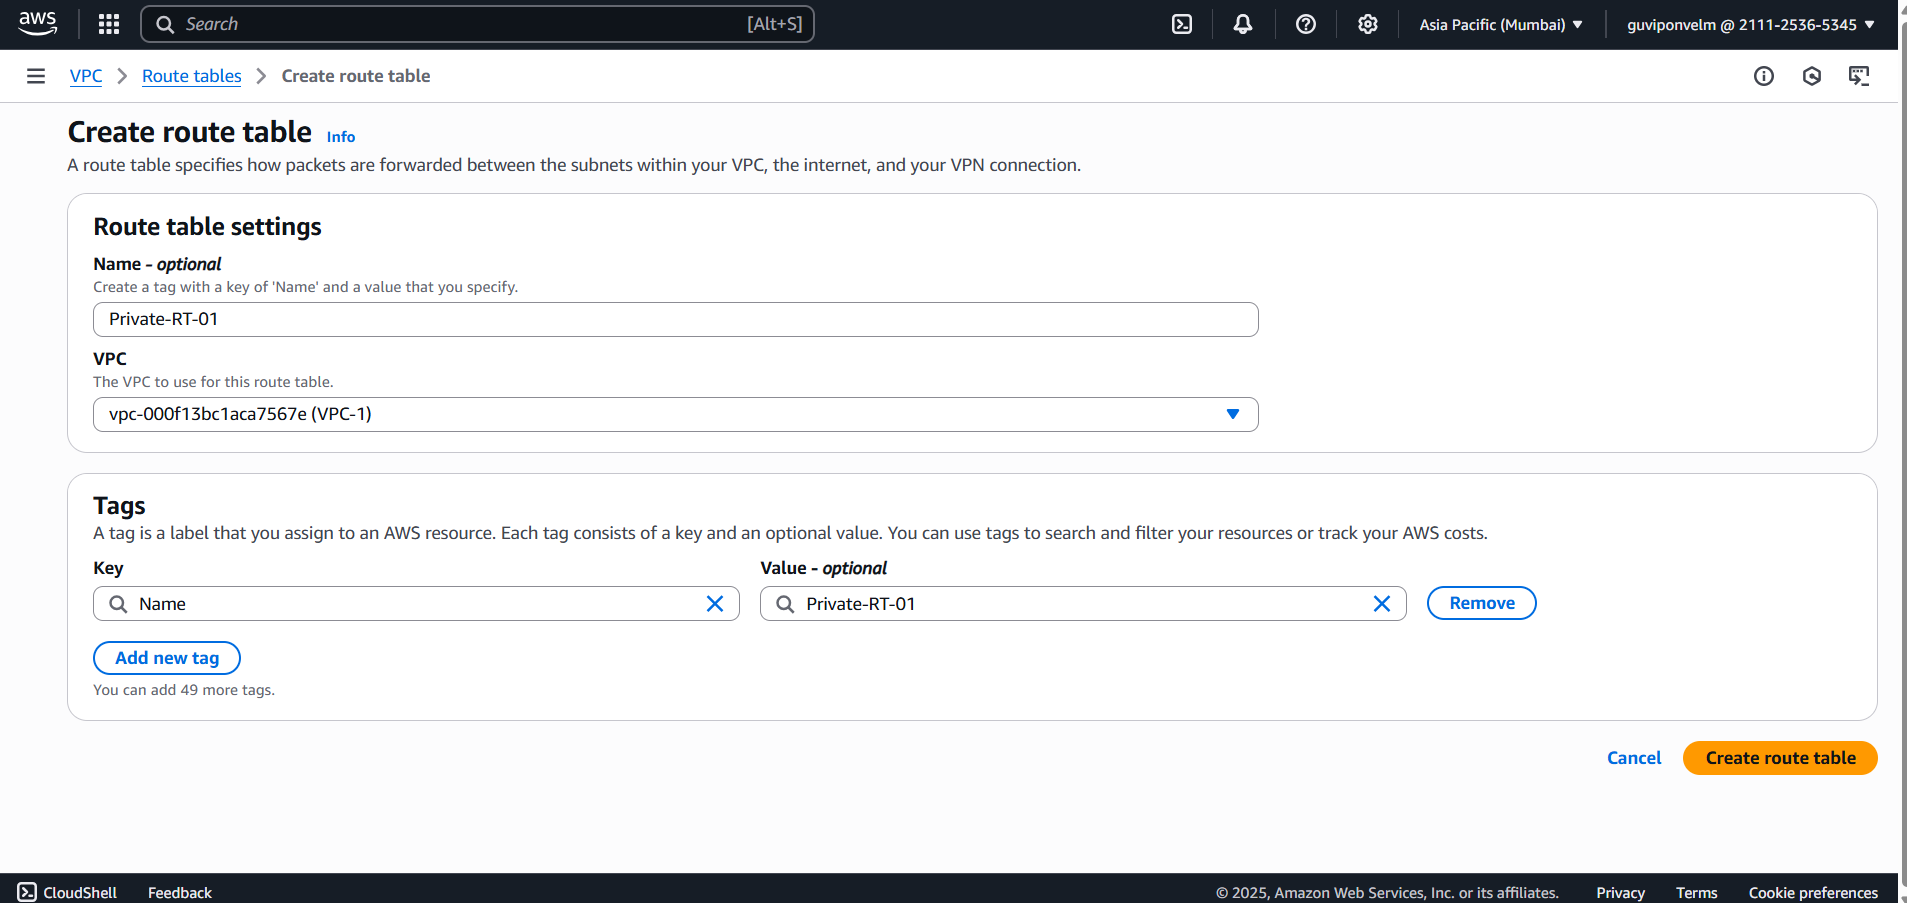 aws
Search [Alt+S] Asia Pacific (Mumbai) guviponvelm @ 2111-2536-5345
VPC Route tables Create route table
Create route table Info
A route table specifies how packets are forwarded between the subnets within your VPC, the internet, and your VPN connection.
Route table settings
Name - optional
Create a tag with a key of 'Name' and a value that you specify.
Private-RT-01
VPC
The VPC to use for this route table.
vpc-000f13bc1aca7567e (VPC-1)
Tags
A tag is a label that you assign to an AWS resource. Each tag consists of a key and an optional value. You can use tags to search and filter your resources or track your AWS costs.
Key Value - optional
Name Private-RT-01 Remove
Add new tag
You can add 49 more tags.
Cancel Create route table
CloudShell Feedback © 2025, Amazon Web Services, Inc. or its affiliates. Privacy Terms Cookie preferences